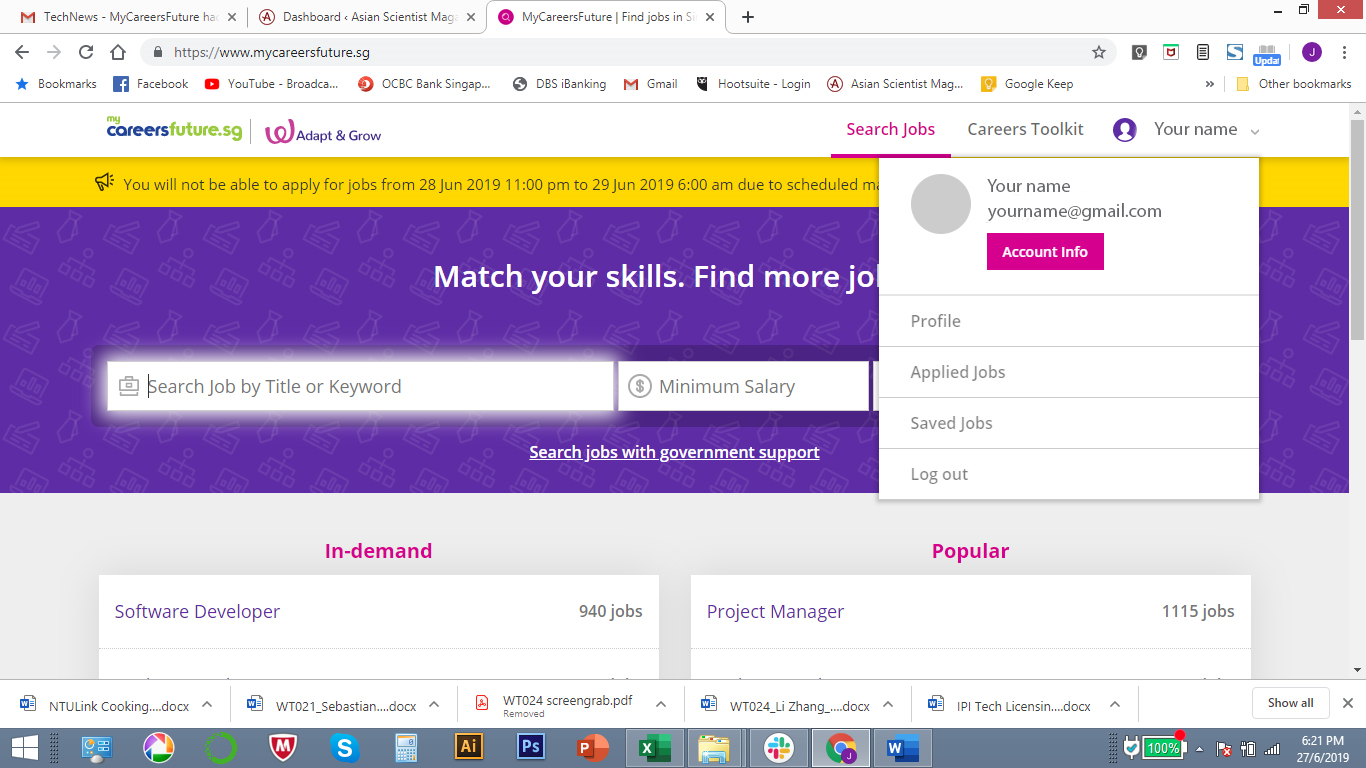 TechNews - MyCareersFuture ha
Dashboard ‹ Asian Scientist Maga
MyCareersFuture | Find jobs in Si
https://www.mycareersfuture.sg
Upda!
J
Bookmarks
Facebook
YouTube - Broadca...
OCBC Bank Singap...
DBS iBanking
Gmail
Hootsuite - Login
Asian Scientist Mag...
Google Keep
»
Other bookmarks
my
careersfuture.sg
Adapt & Grow
Search Jobs
Careers Toolkit
Your name
You will not be able to apply for jobs from 28 Jun 2019 11:00 pm to 29 Jun 2019 6:00 am due to scheduled ma
Your name
yourname@gmail.com
Account Info
Profile
Applied Jobs
Saved Jobs
Log out
Match your skills. Find more jo
Search Job by Title or Keyword
$ Minimum Salary
Search jobs with government support
In-demand
Software Developer 940 jobs
Popular
Project Manager 1115 jobs
NTULink Cooking....docx
WT021_Sebastian....docx
WT024 screengrab.pdf
Removed
WT024_Li Zhang_....docx
IPI Tech Licensin....docx
Show all
Ai
Ps
100%
6:21 PM
27/6/2019